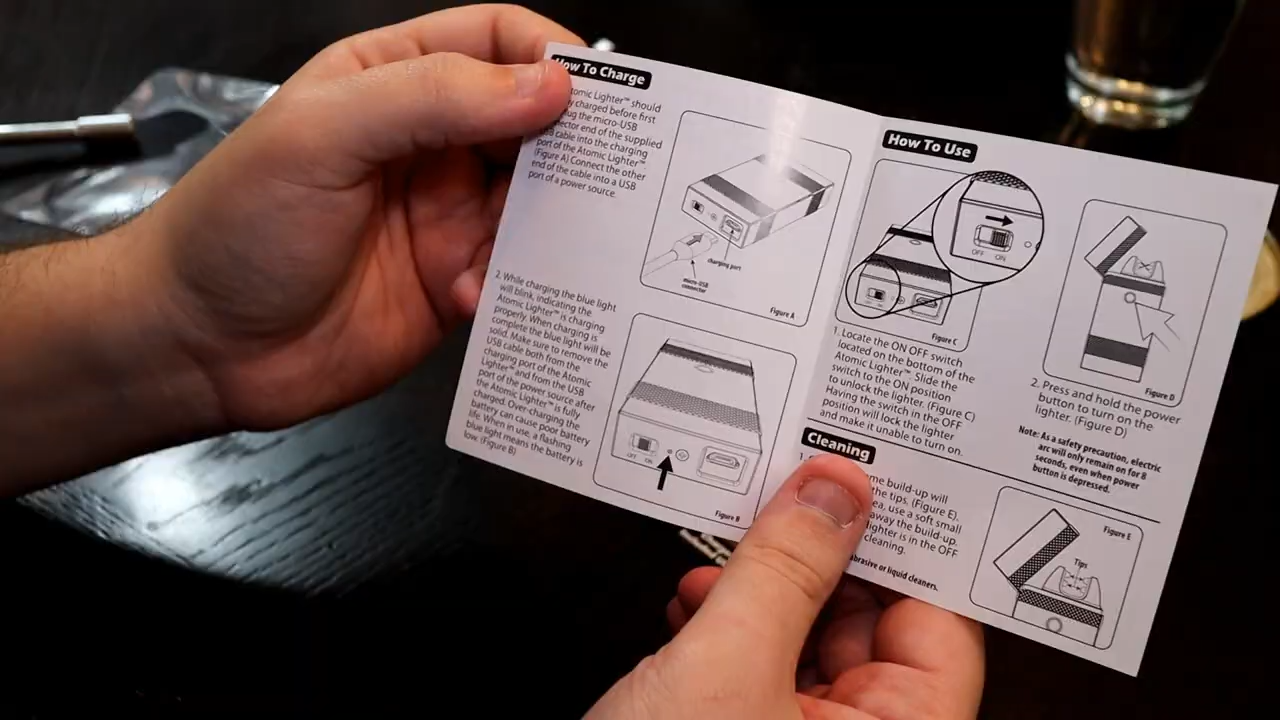 How To Charge
tomic Lighter™ should
charged before first
plug the micro-USB
connector end of the supplied
USB cable into the charging
port of the Atomic Lighter™
(Figure A) Connect the other
end of the cable into a USB
port of a power source.
charging port
micro-USB
connector
Figure A
2. While charging the blue light
will blink, indicating the
Atomic Lighter™ is charging
properly. When charging is
complete the blue light will be
solid. Make sure to remove the
USB cable both from the
charging port of the Atomic
Lighter™ and from the USB
port of the power source after
the Atomic Lighter™ is fully
charged. Over-charging the
battery can cause poor battery
life. When in use, a flashing
blue light means the battery is
low. (Figure B)
OFF ON
Figure B
How To Use
OFF ON
Figure C
1. Locate the ON OFF switch
located on the bottom of the
Atomic Lighter™ Slide the
switch to the ON position
to unlock the lighter. (Figure C)
Having the switch in the OFF
position will lock the lighter
and make it unable to turn on.
Figure D
2. Press and hold the power
button to turn on the
lighter. (Figure D)
Note: As a safety precaution, electric
arc will only remain on for 8
seconds, even when power
button is depressed.
Cleaning
1.
me build-up will
the tips. (Figure E).
use a soft small
away the build-up.
lighter is in the OFF
cleaning.
abrasive or liquid cleaners.
Figure E
Tips